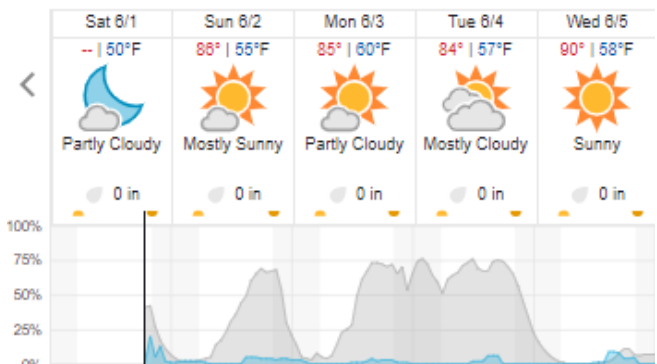 Sat 6/1 Sun 6/2 Mon 6/3 Tue 6/4 Wed 6/5
-- | 50°F 86° | 55°F 85° | 60°F 84° | 57°F 90° | 58°F
Partly Cloudy Mostly Sunny Partly Cloudy Mostly Cloudy Sunny
0 in 0 in 0 in 0 in 0 in
100%
75%
50%
25%
0%